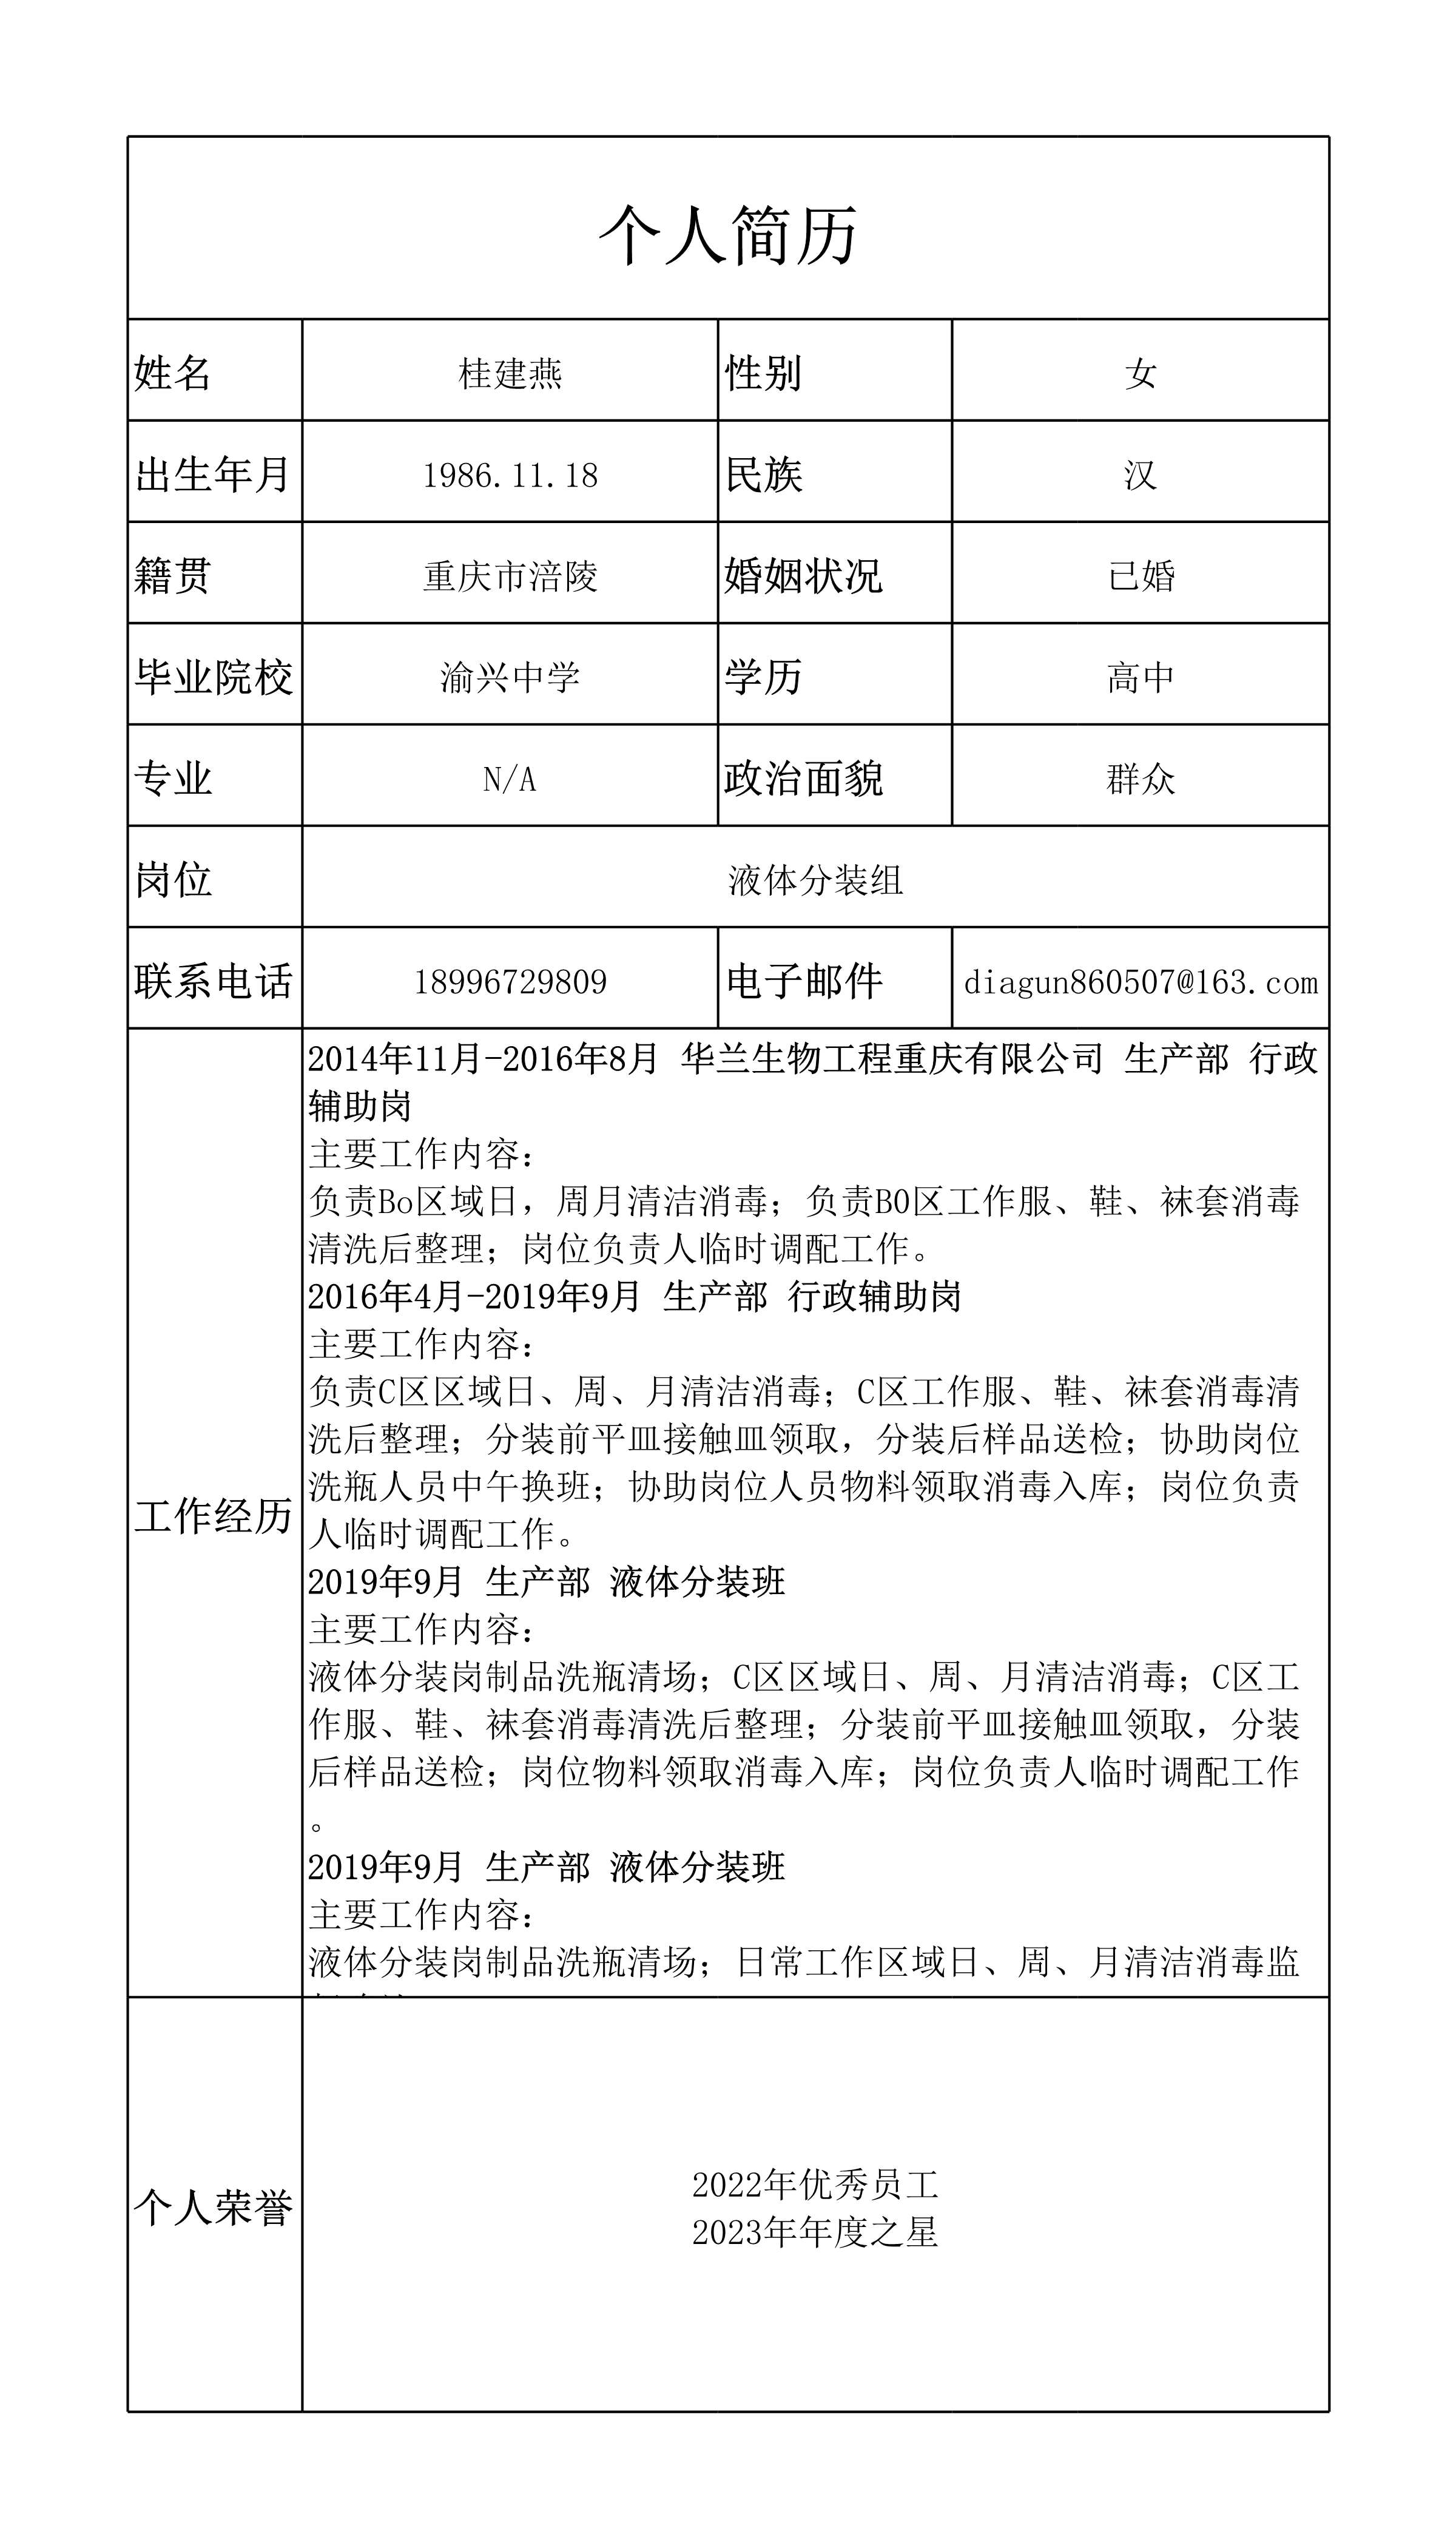 个人简历
姓名 桂建燕 性别 女
出生年月 1986.11.18 民族 汉
籍贯 重庆市涪陵 婚姻状况 已婚
毕业院校 渝兴中学 学历 高中
专业 N/A 政治面貌 群众
岗位 液体分装组
联系电话 18996729809 电子邮件 diagun860507@163.com
工作经历
2014年11月-2016年8月 华兰生物工程重庆有限公司 生产部 行政
辅助岗
主要工作内容：
负责Bo区域日，周月清洁消毒；负责B0区工作服、鞋、袜套消毒
清洗后整理；岗位负责人临时调配工作。
2016年4月-2019年9月 生产部 行政辅助岗
主要工作内容：
负责C区区域日、周、月清洁消毒；C区工作服、鞋、袜套消毒清
洗后整理；分装前平皿接触皿领取，分装后样品送检；协助岗位
洗瓶人员中午换班；协助岗位人员物料领取消毒入库；岗位负责
人临时调配工作。
2019年9月 生产部 液体分装班
主要工作内容：
液体分装岗制品洗瓶清场；C区区域日、周、月清洁消毒；C区工
作服、鞋、袜套消毒清洗后整理；分装前平皿接触皿领取，分装
后样品送检；岗位物料领取消毒入库；岗位负责人临时调配工作
。
2019年9月 生产部 液体分装班
主要工作内容：
液体分装岗制品洗瓶清场；日常工作区域日、周、月清洁消毒监
个人荣誉
2022年优秀员工
2023年年度之星